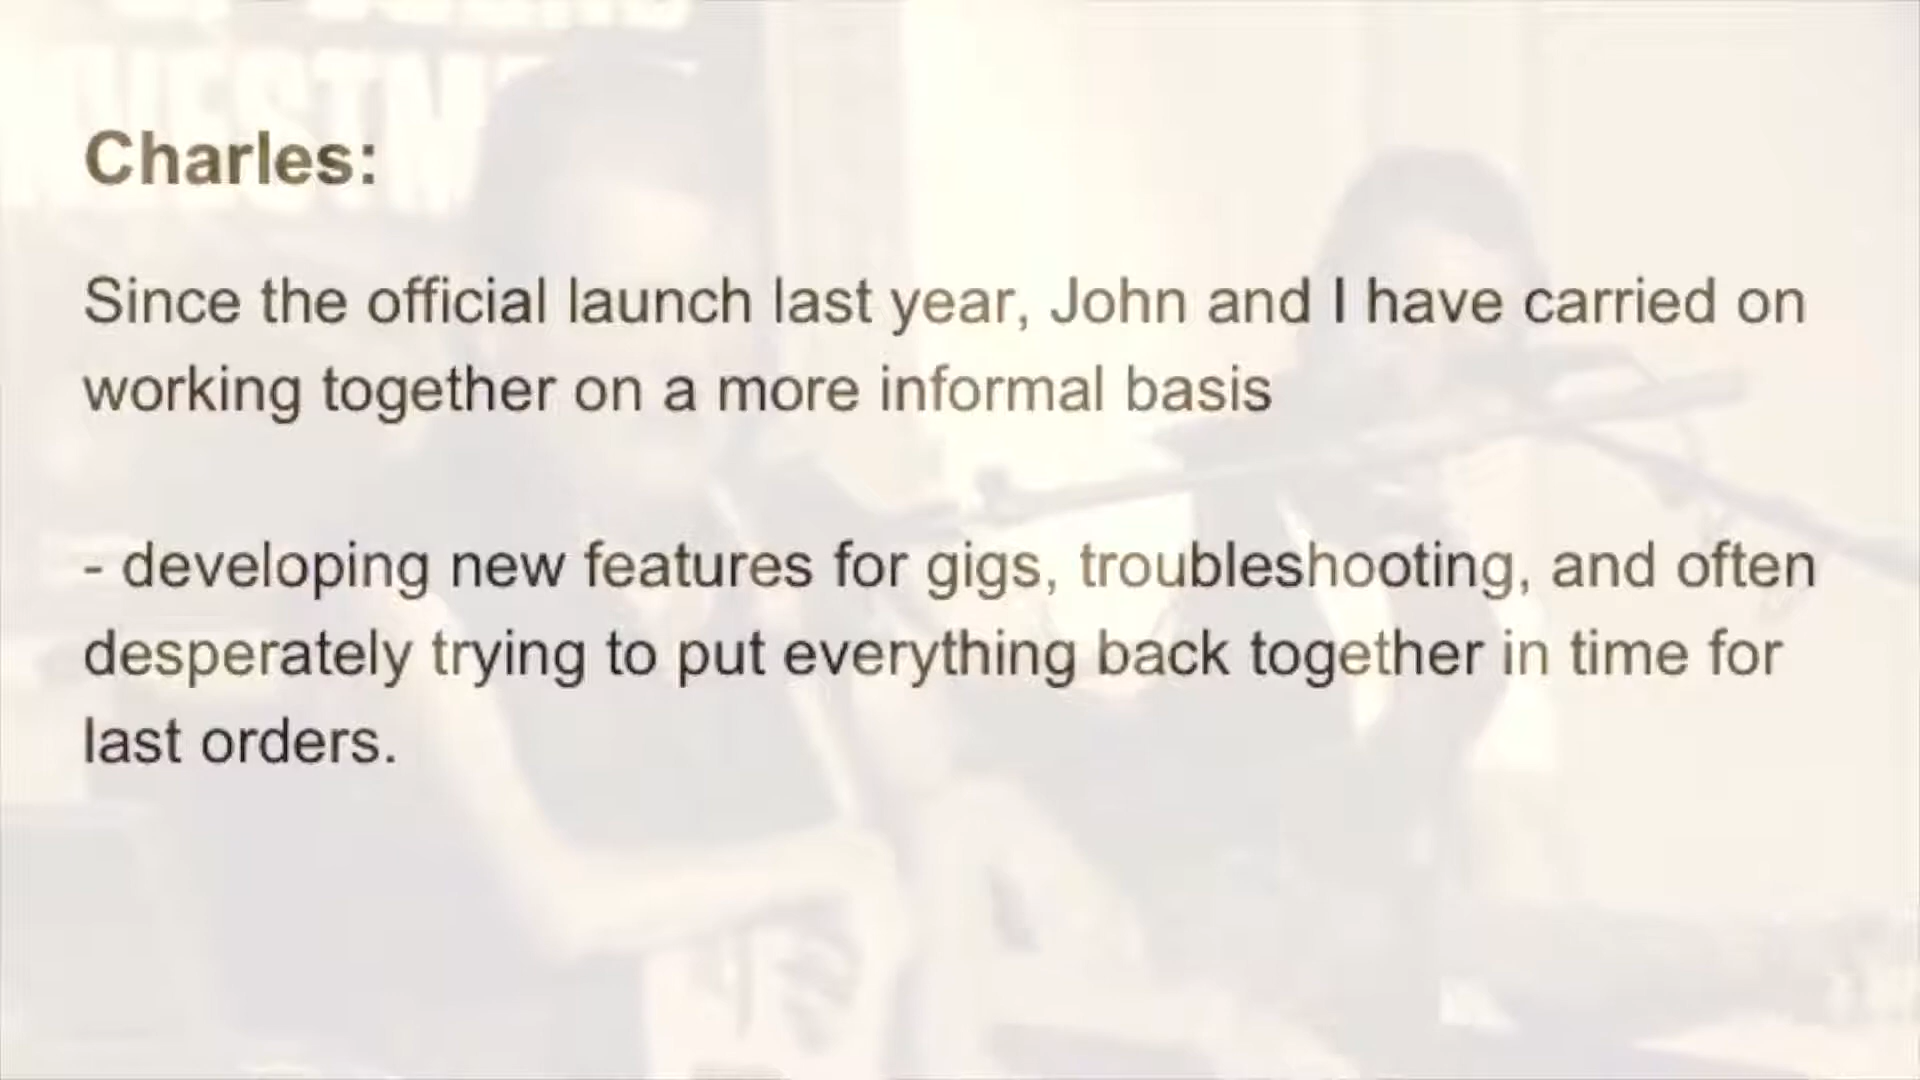 Charles:
Since the official launch last year, John and I have carried on
working together on a more informal basis
- developing new features for gigs, troubleshooting, and often
desperately trying to put everything back together in time for
last orders.